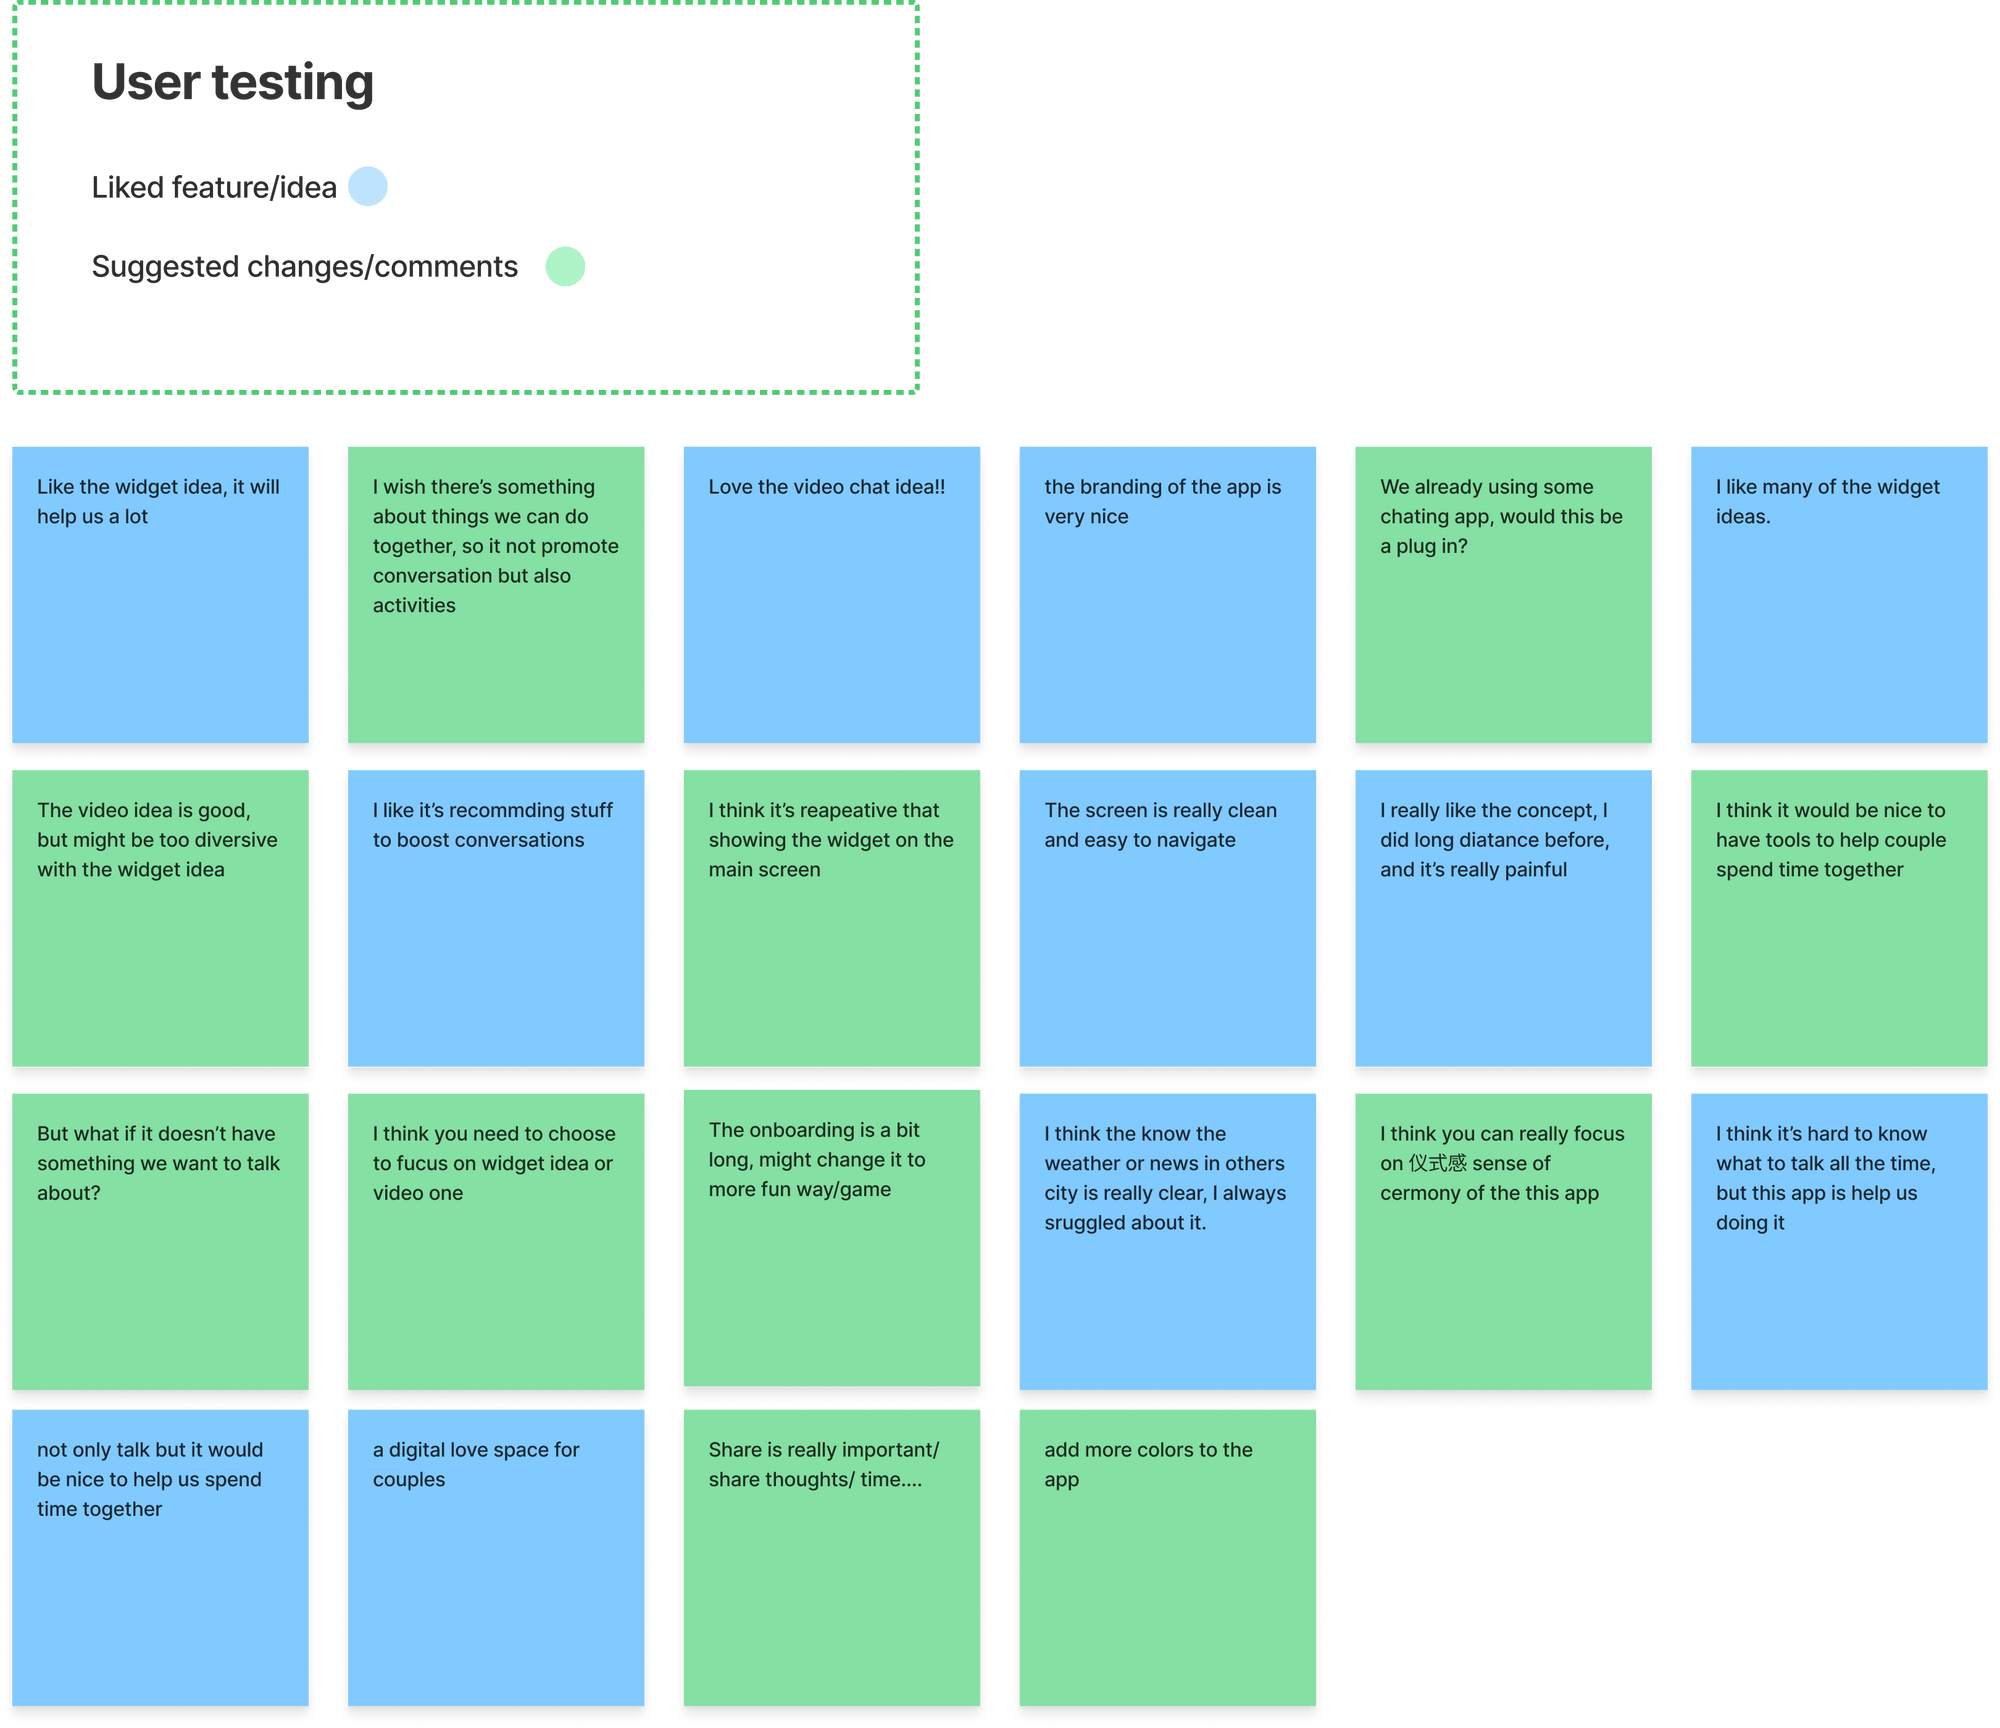 User testing
Liked feature/idea
Suggested changes/comments
Like the widget idea, it will
help us a lot
I wish there's something
about things we can do
together, so it not promote
conversation but also
activities
Love the video chat idea!!
the branding of the app is
very nice
We already using some
chating app, would this be
a plug in?
I like many of the widget
ideas.
The video idea is good,
but might be too diversive
with the widget idea
I like it's recommding stuff
to boost conversations
I think it's reapeative that
showing the widget on the
main screen
The screen is really clean
and easy to navigate
I really like the concept, I
did long diatance before,
and it's really painful
I think it would be nice to
have tools to help couple
spend time together
But what if it doesn't have
something we want to talk
about?
I think you need to choose
to fucus on widget idea or
video one
The onboarding is a bit
long, might change it to
more fun way/game
I think the know the
weather or news in others
city is really clear, I always
sruggled about it.
I think you can really focus
on 仪式感 sense of
cermony of the this app
I think it's hard to know
what to talk all the time,
but this app is help us
doing it
not only talk but it would
be nice to help us spend
time together
a digital love space for
couples
Share is really important/
share thoughts/ time....
add more colors to the
app